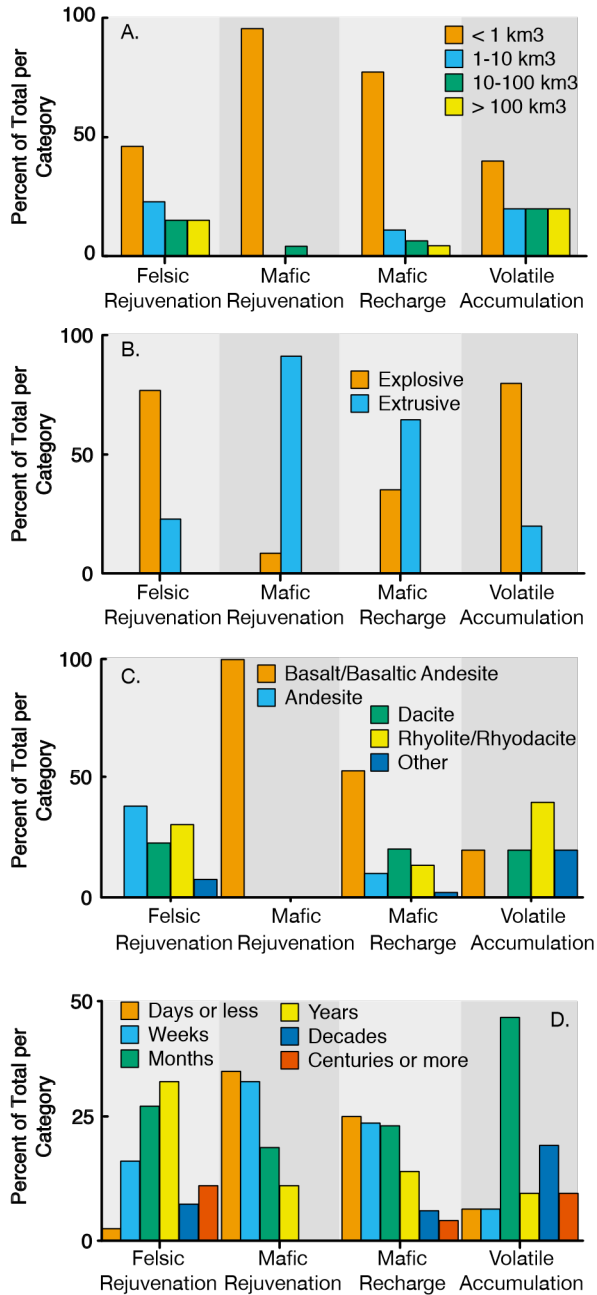 A.
100
50
0
Percent of Total per
Category
< 1 km3
1-10 km3
10-100 km3
> 100 km3
Felsic Mafic Mafic Volatile
Rejuvenation Rejuvenation Recharge Accumulation
B.
100
50
0
Percent of Total per
Category
Explosive
Extrusive
Felsic Mafic Mafic Volatile
Rejuvenation Rejuvenation Recharge Accumulation
C.
100
50
0
Percent of Total per
Category
Basalt/Basaltic Andesite
Andesite
Dacite
Rhyolite/Rhyodacite
Other
Felsic Mafic Mafic Volatile
Rejuvenation Rejuvenation Recharge Accumulation
D.
50
25
0
Percent of Total per
Category
Days or less
Weeks
Months
Years
Decades
Centuries or more
Felsic Mafic Mafic Volatile
Rejuvenation Rejuvenation Recharge Accumulation